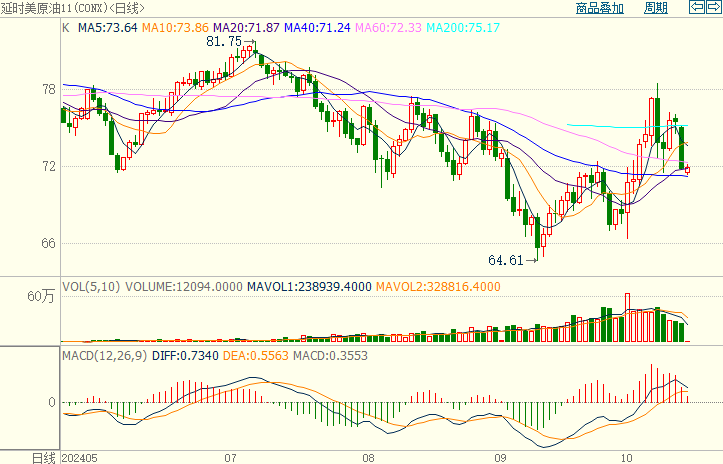 延时美原油11(CONX)<日线> 商品叠加 周期
K MA5:73.64 MA10:73.86 MA20:71.87 MA40:71.24 MA60:72.33 MA200:75.17
81.75
78
72
66
64.61
VOL(5,10) VOLUME:12094.0000 MAVOL1:238939.4000 MAVOL2:328816.4000
60万
MACD(12,26,9) DIFF:0.7340 DEA:0.5563 MACD:0.3553
0
日线 202405 07 08 09 10